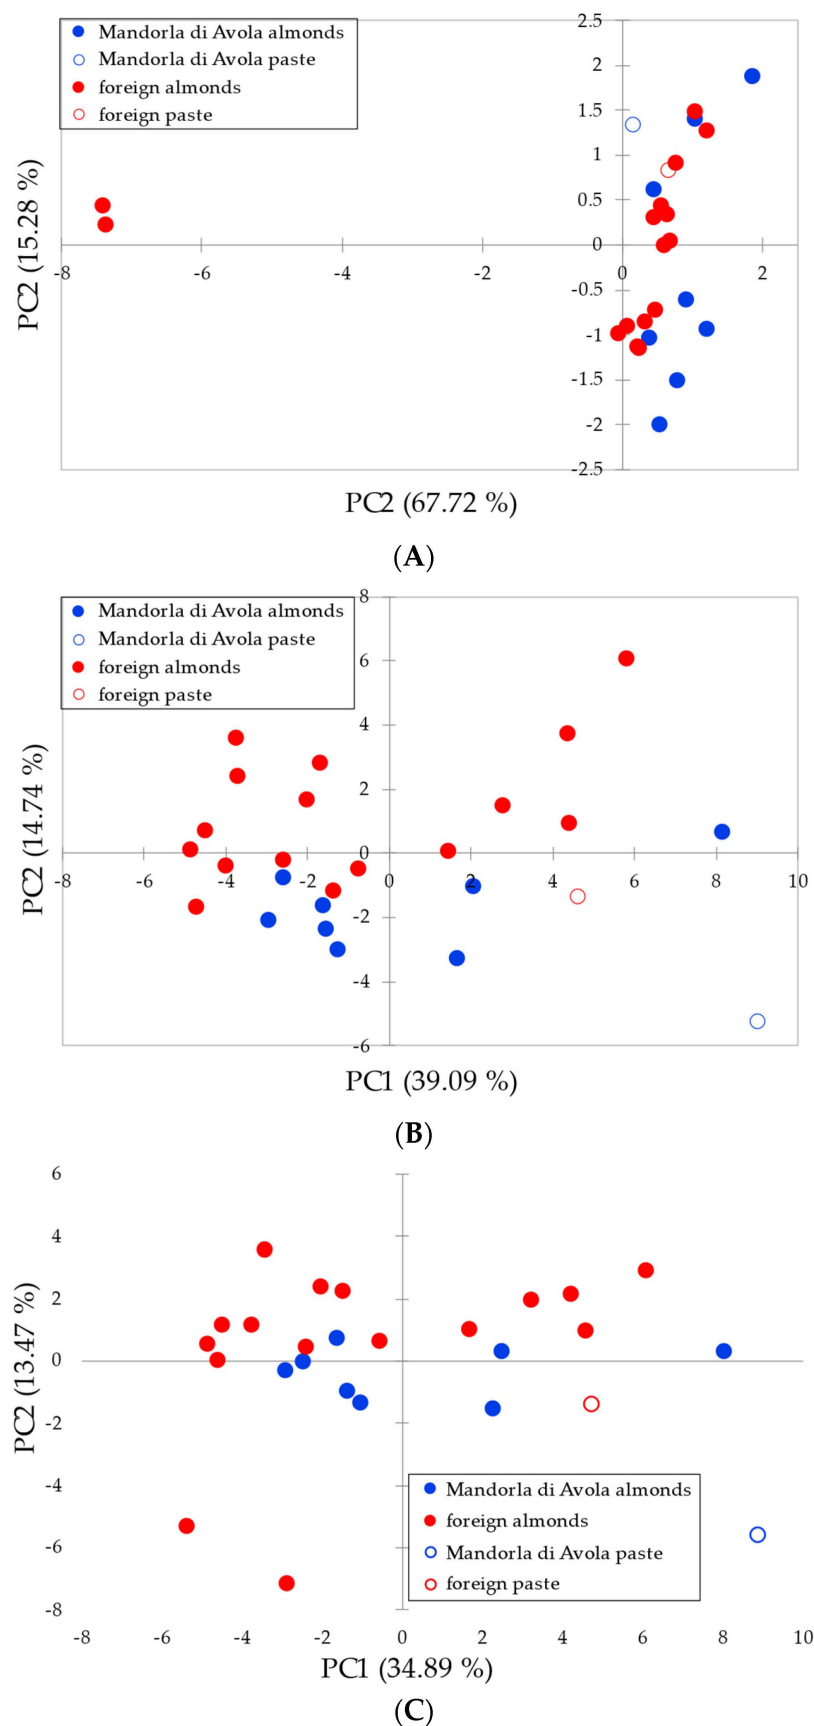 Mandorla di Avola almonds
Mandorla di Avola paste
foreign almonds
foreign paste
2.5
2
1.5
1
0.5
0
-0.5
-1
-1.5
-2
-2.5
-8 -6 -4 -2 0 2
PC2 (15.28 %)
PC2 (67.72 %)
(A)
Mandorla di Avola almonds
Mandorla di Avola paste
foreign almonds
foreign paste
8
6
4
2
0
-2
-4
-6
-8 -6 -4 -2 0 2 4 6 8 10
PC2 (14.74 %)
PC1 (39.09 %)
(B)
6
4
2
0
-2
-4
-6
-8
PC2 (13.47 %)
Mandorla di Avola almonds
foreign almonds
Mandorla di Avola paste
foreign paste
-8 -6 -4 -2 0 2 4 6 8 10
PC1 (34.89 %)
(C)